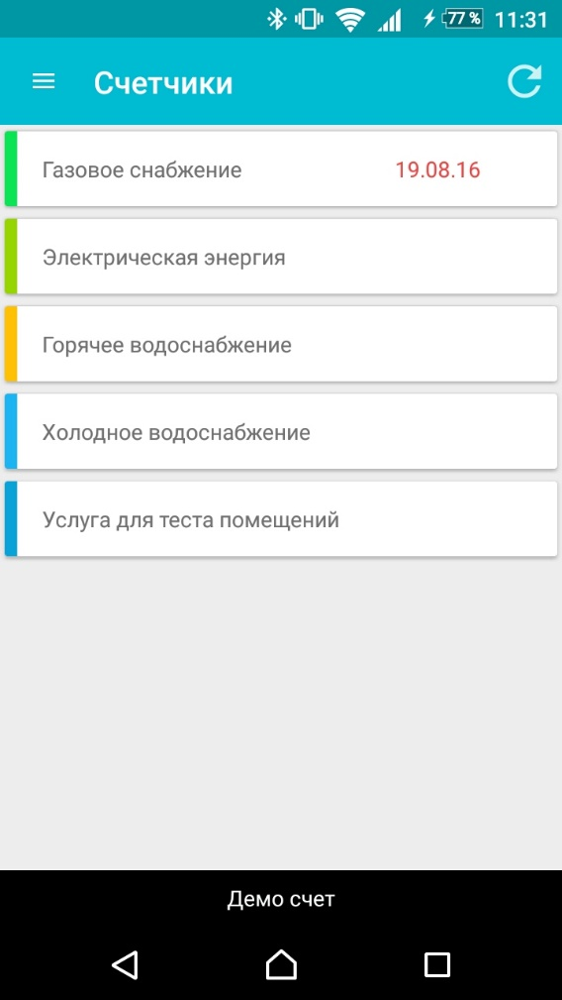 77 % 11:31
Счетчики
Газовое снабжение 19.08.16
Электрическая энергия
Горячее водоснабжение
Холодное водоснабжение
Услуга для теста помещений
Демо счет